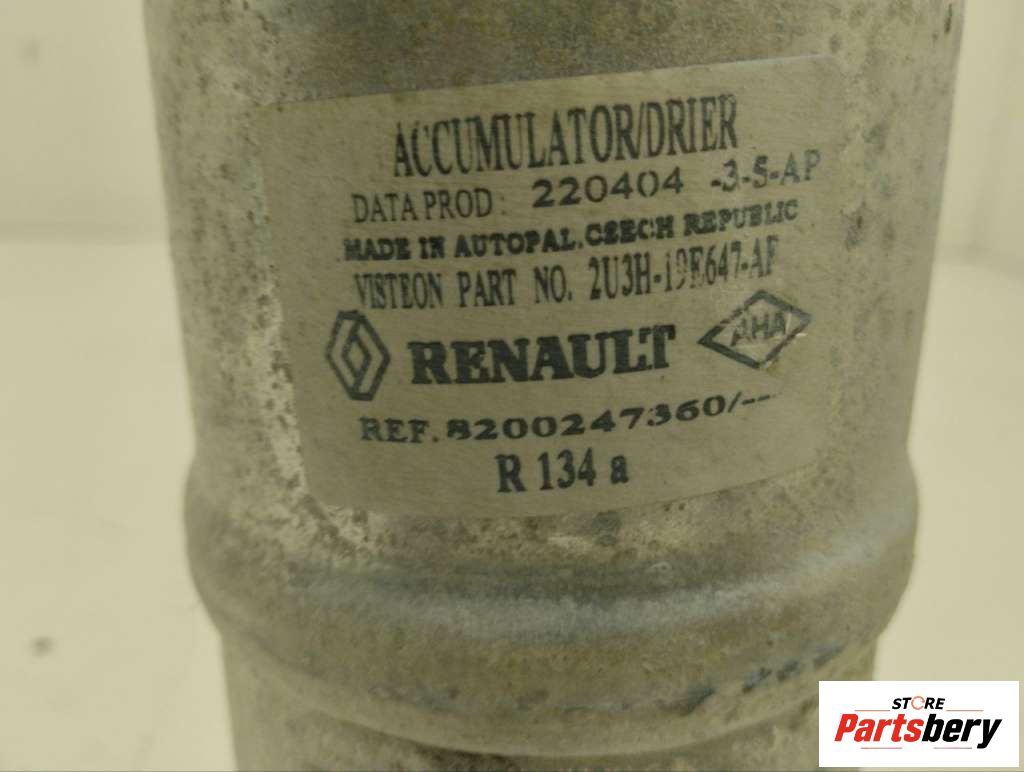 ACCUMULATOR/DRIER
DATA PROD: 220404 -3-5-AP
MADE IN AUTOPAL. CZECH REPUBLIC
VISTEON PART NO. 2U3H-19E647-AF
RENAULT AHA
REF. 8200247360/---
R 134 a
STORE
Partsbery